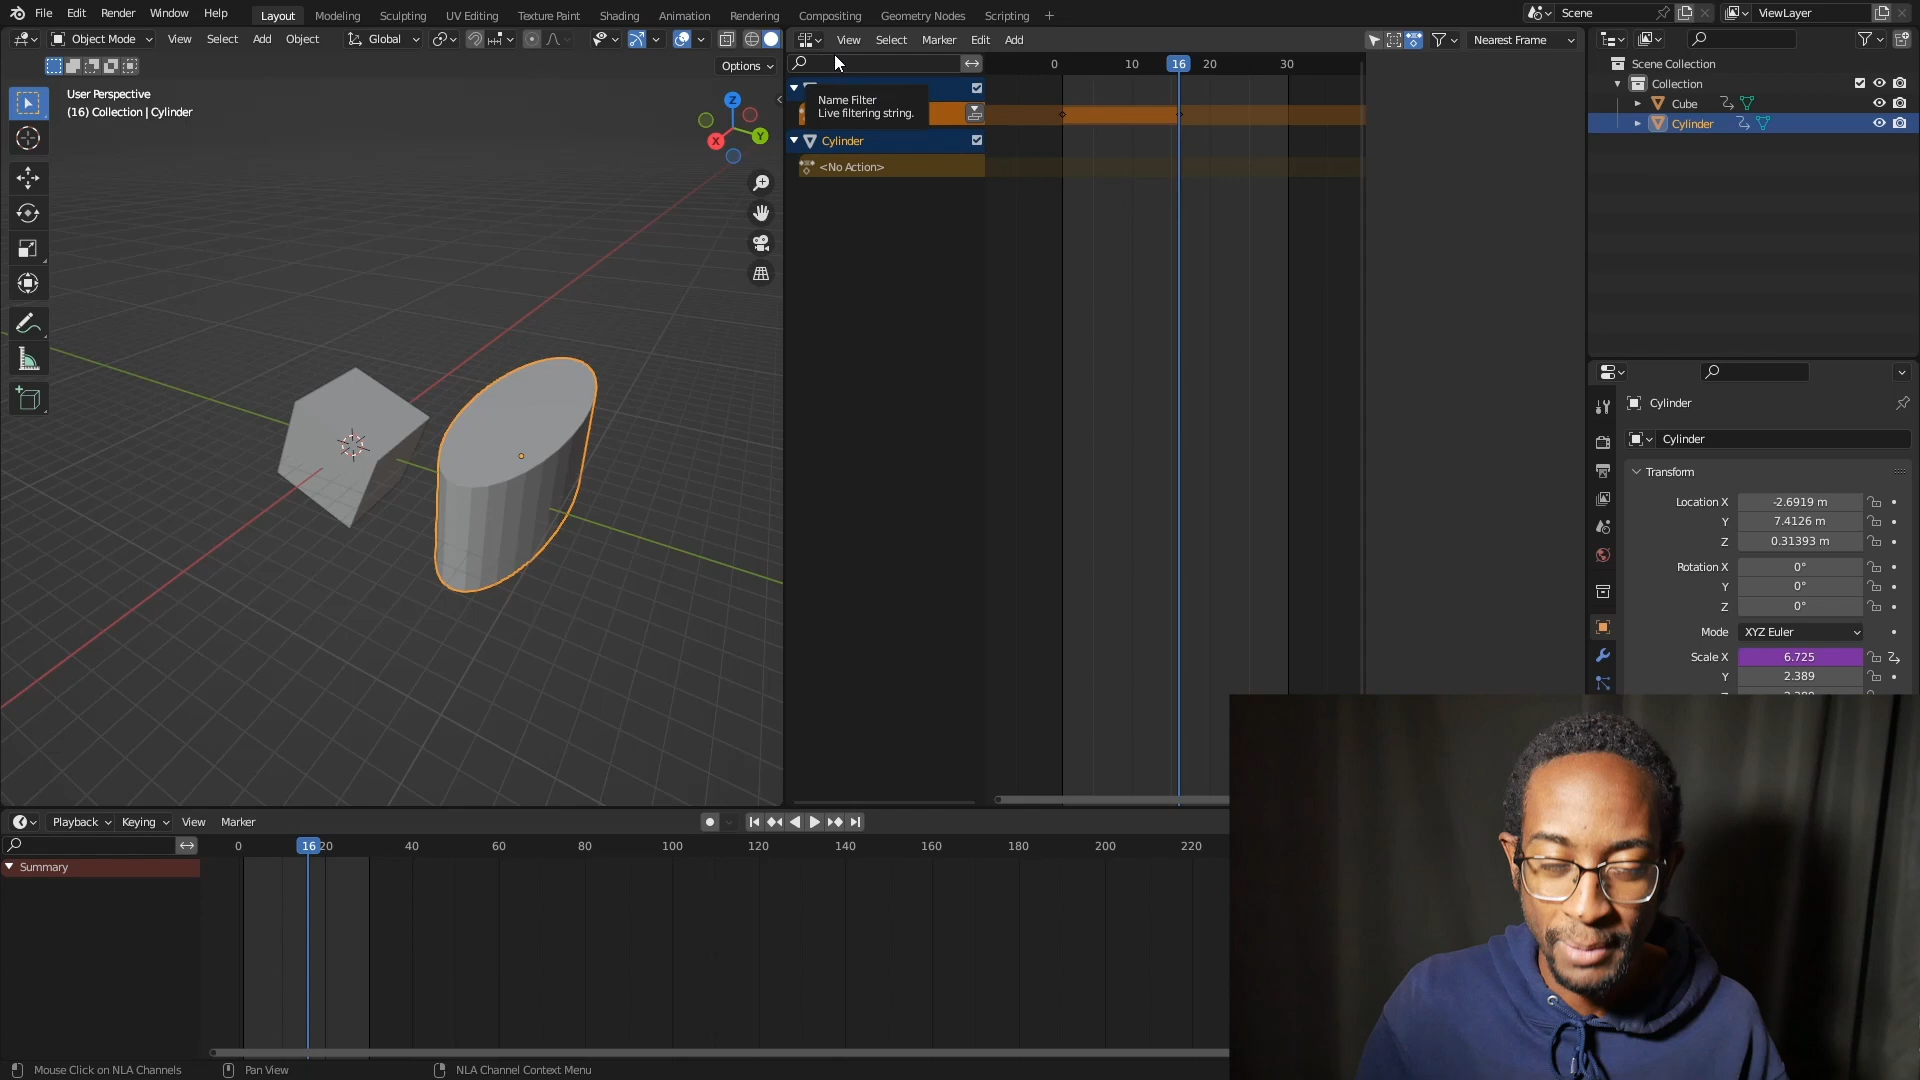 File Edit Render Window Help Layout Modeling Sculpting UV Editing Texture Paint Shading Animation Rendering Compositing Geometry Nodes Scripting + Scene ViewLayer
Object Mode View Select Add Object Global
View Select Marker Edit Add Nearest Frame
Options
0 10 16 20 30
User Perspective
(16) Collection | Cylinder
Z
Y
X
Name Filter
Live filtering string.
Cylinder
<No Action>
Scene Collection
Collection
Cube
Cylinder
Cylinder
Cylinder
Transform
Location X -2.6919 m
Y 7.4126 m
Z 0.31393 m
Rotation X 0°
Y 0°
Z 0°
Mode XYZ Euler
Scale X 6.725
Y 2.389
Playback Keying View Marker
0 16 20 40 60 80 100 120 140 160 180 200 220
Summary
Mouse Click on NLA Channels Pan View NLA Channel Context Menu